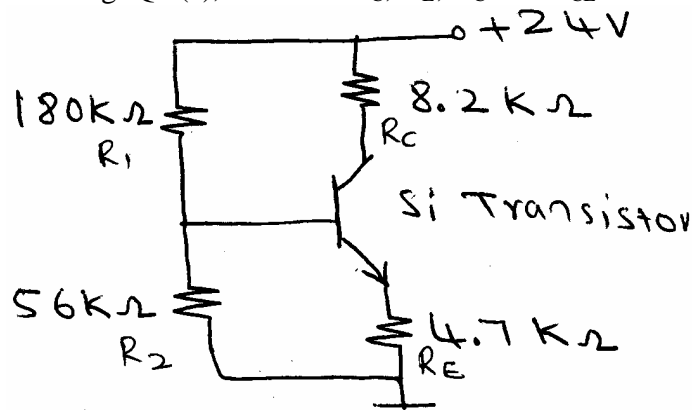 +24V
180KΩ
R1
8.2KΩ
RC
Si Transistor
56KΩ
R2
4.7KΩ
RE